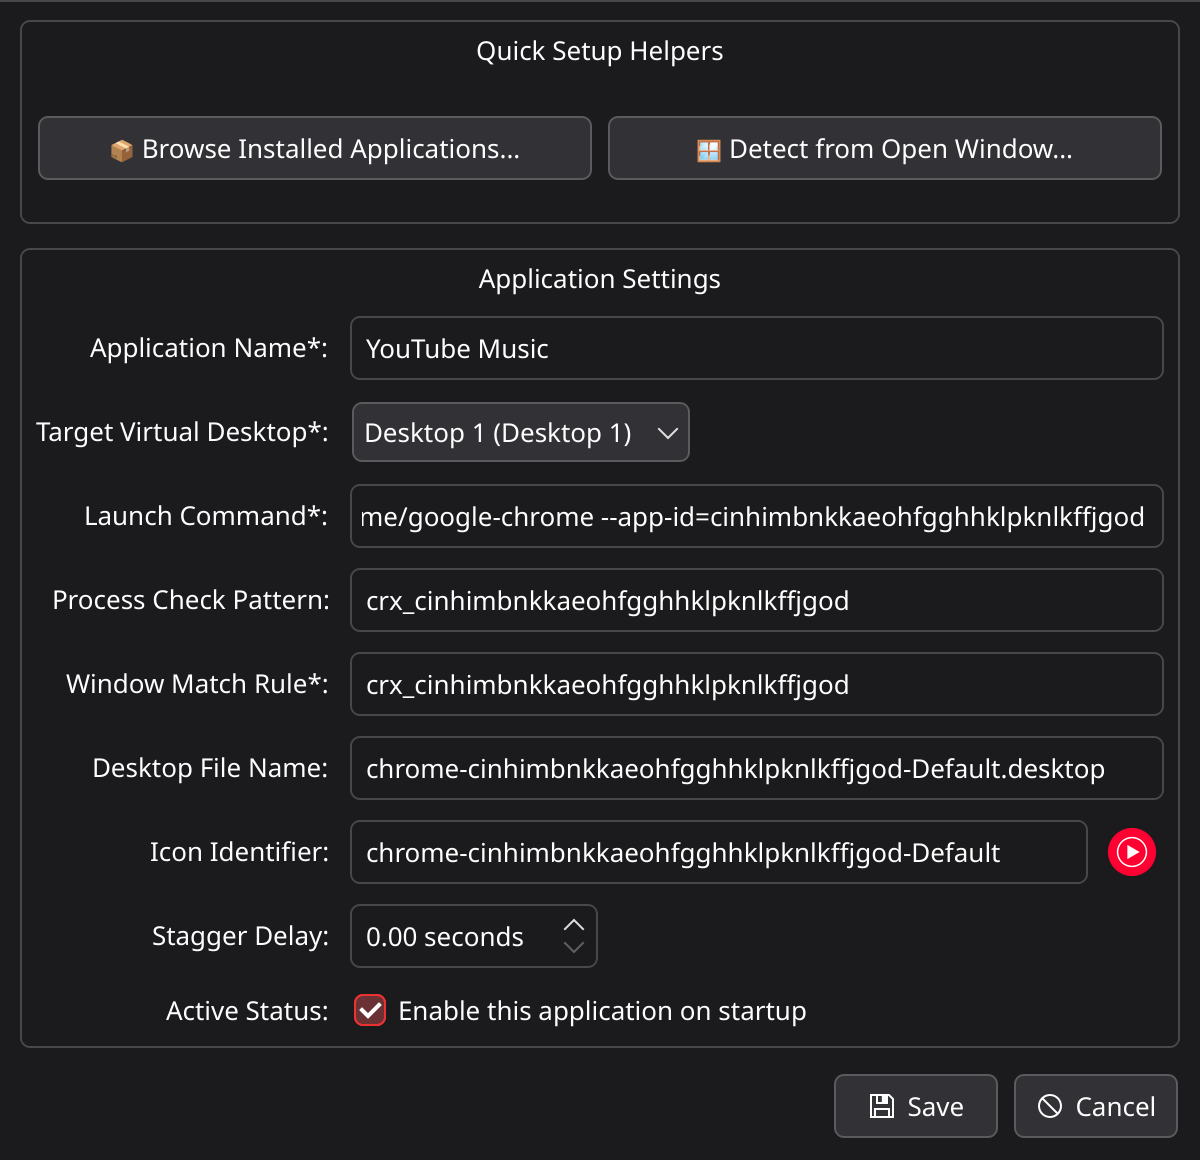 Quick Setup Helpers
Browse Installed Applications...
Detect from Open Window...
Application Settings
Application Name*: YouTube Music
Target Virtual Desktop*: Desktop 1 (Desktop 1)
Launch Command*: me/google-chrome --app-id=cinhimbnkkaeohfgghhklpknlkffjgod
Process Check Pattern: crx_cinhimbnkkaeohfgghhklpknlkffjgod
Window Match Rule*: crx_cinhimbnkkaeohfgghhklpknlkffjgod
Desktop File Name: chrome-cinhimbnkkaeohfgghhklpknlkffjgod-Default.desktop
Icon Identifier: chrome-cinhimbnkkaeohfgghhklpknlkffjgod-Default
Stagger Delay: 0.00 seconds
Active Status: Enable this application on startup
Save
Cancel